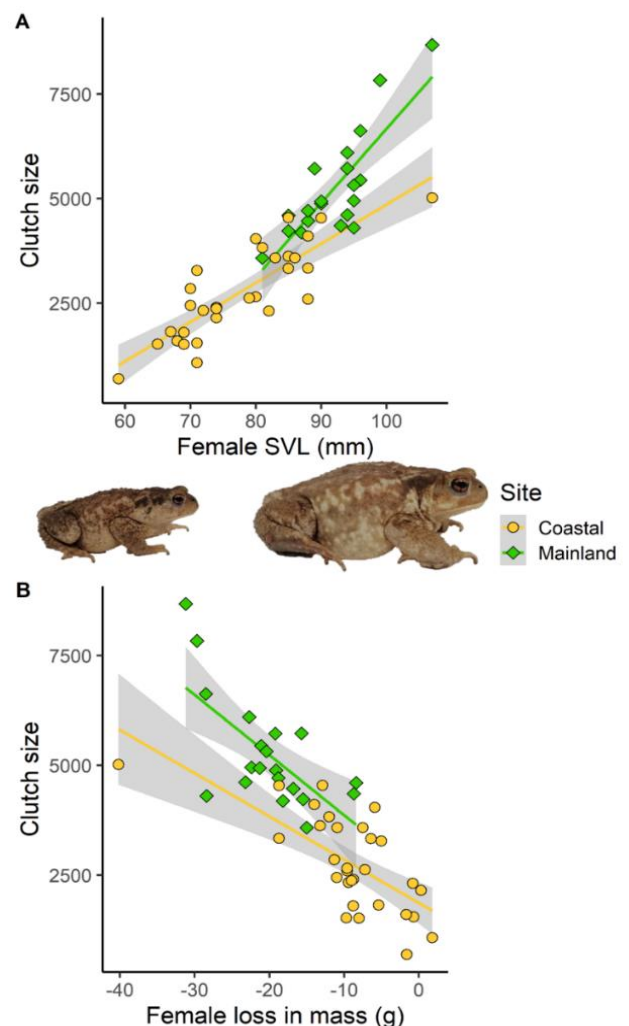 A
7500
5000
2500
Clutch size
60 70 80 90 100
Female SVL (mm)
Site
Coastal
Mainland
B
7500
5000
2500
Clutch size
-40 -30 -20 -10 0
Female loss in mass (g)